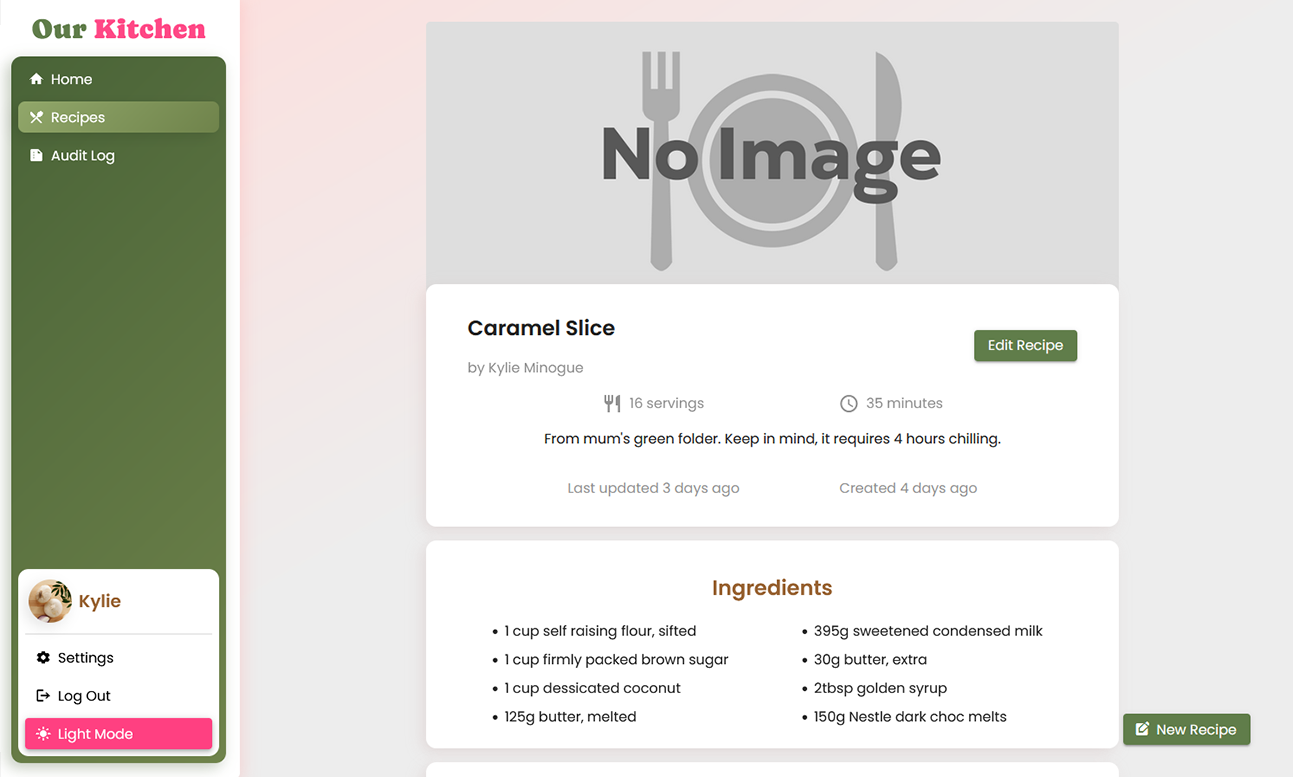 Our Kitchen
Home
Recipes
Audit Log
Kylie
Settings
Log Out
Light Mode
No Image
Caramel Slice
Edit Recipe
by Kylie Minogue
16 servings
35 minutes
From mum's green folder. Keep in mind, it requires 4 hours chilling.
Last updated 3 days ago
Created 4 days ago
Ingredients
1 cup self raising flour, sifted
1 cup firmly packed brown sugar
1 cup dessicated coconut
125g butter, melted
395g sweetened condensed milk
30g butter, extra
2tbsp golden syrup
150g Nestle dark choc melts
New Recipe